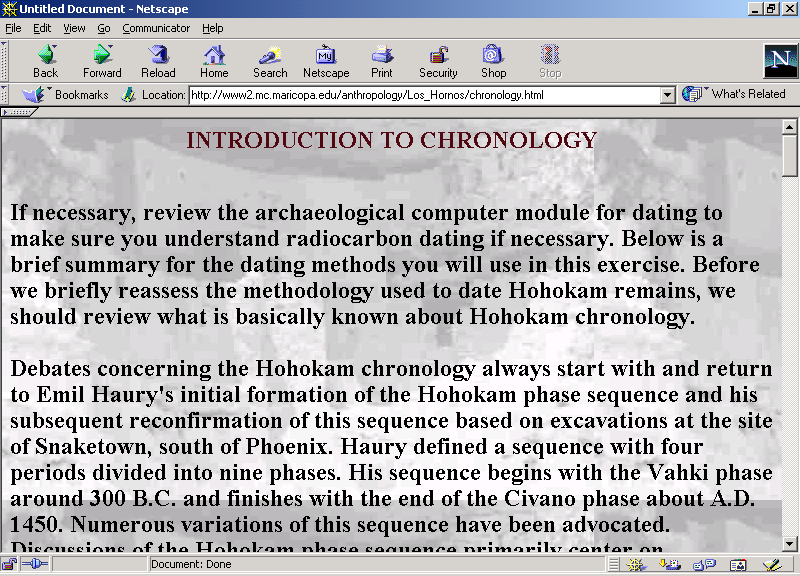 Untitled Document - Netscape
File Edit View Go Communicator Help
My N
Back Forward Reload Home Search Netscape Print Security Shop Stop
Bookmarks Location: http://www2.mc.maricopa.edu/anthropology/Los_Hornos/chronology.html What's Related
INTRODUCTION TO CHRONOLOGY
If necessary, review the archaeological computer module for dating to
make sure you understand radiocarbon dating if necessary. Below is a
brief summary for the dating methods you will use in this exercise. Before
we briefly reassess the methodology used to date Hohokam remains, we
should review what is basically known about Hohokam chronology.
Debates concerning the Hohokam chronology always start with and return
to Emil Haury's initial formation of the Hohokam phase sequence and his
subsequent reconfirmation of this sequence based on excavations at the site
of Snaketown, south of Phoenix. Haury defined a sequence with four
periods divided into nine phases. His sequence begins with the Vahki phase
around 300 B.C. and finishes with the end of the Civano phase about A.D.
1450. Numerous variations of this sequence have been advocated.
Discussions of the Hohokam phase sequence primarily center on
Document: Done